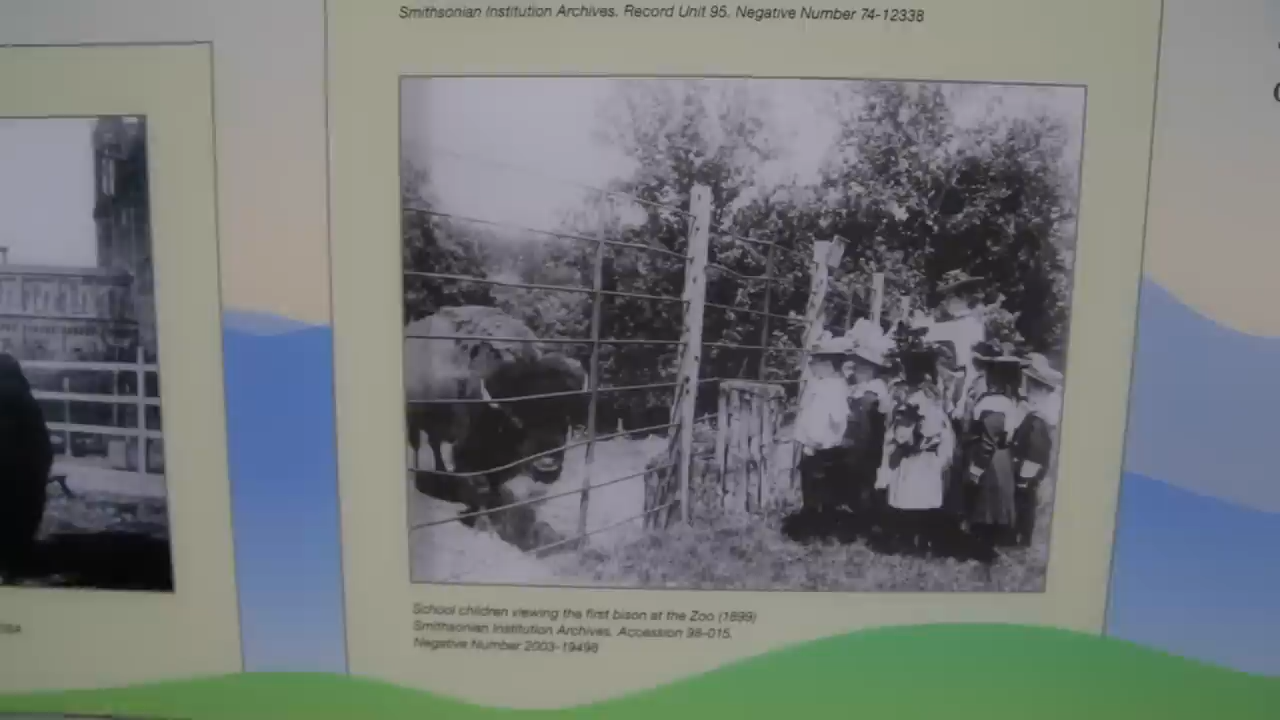 Smithsonian Institution Archives. Record Unit 95. Negative Number 74-12338
School children viewing the first bison at the Zoo (1899)
Smithsonian Institution Archives. Accession 98-015.
Negative Number 2003-19498